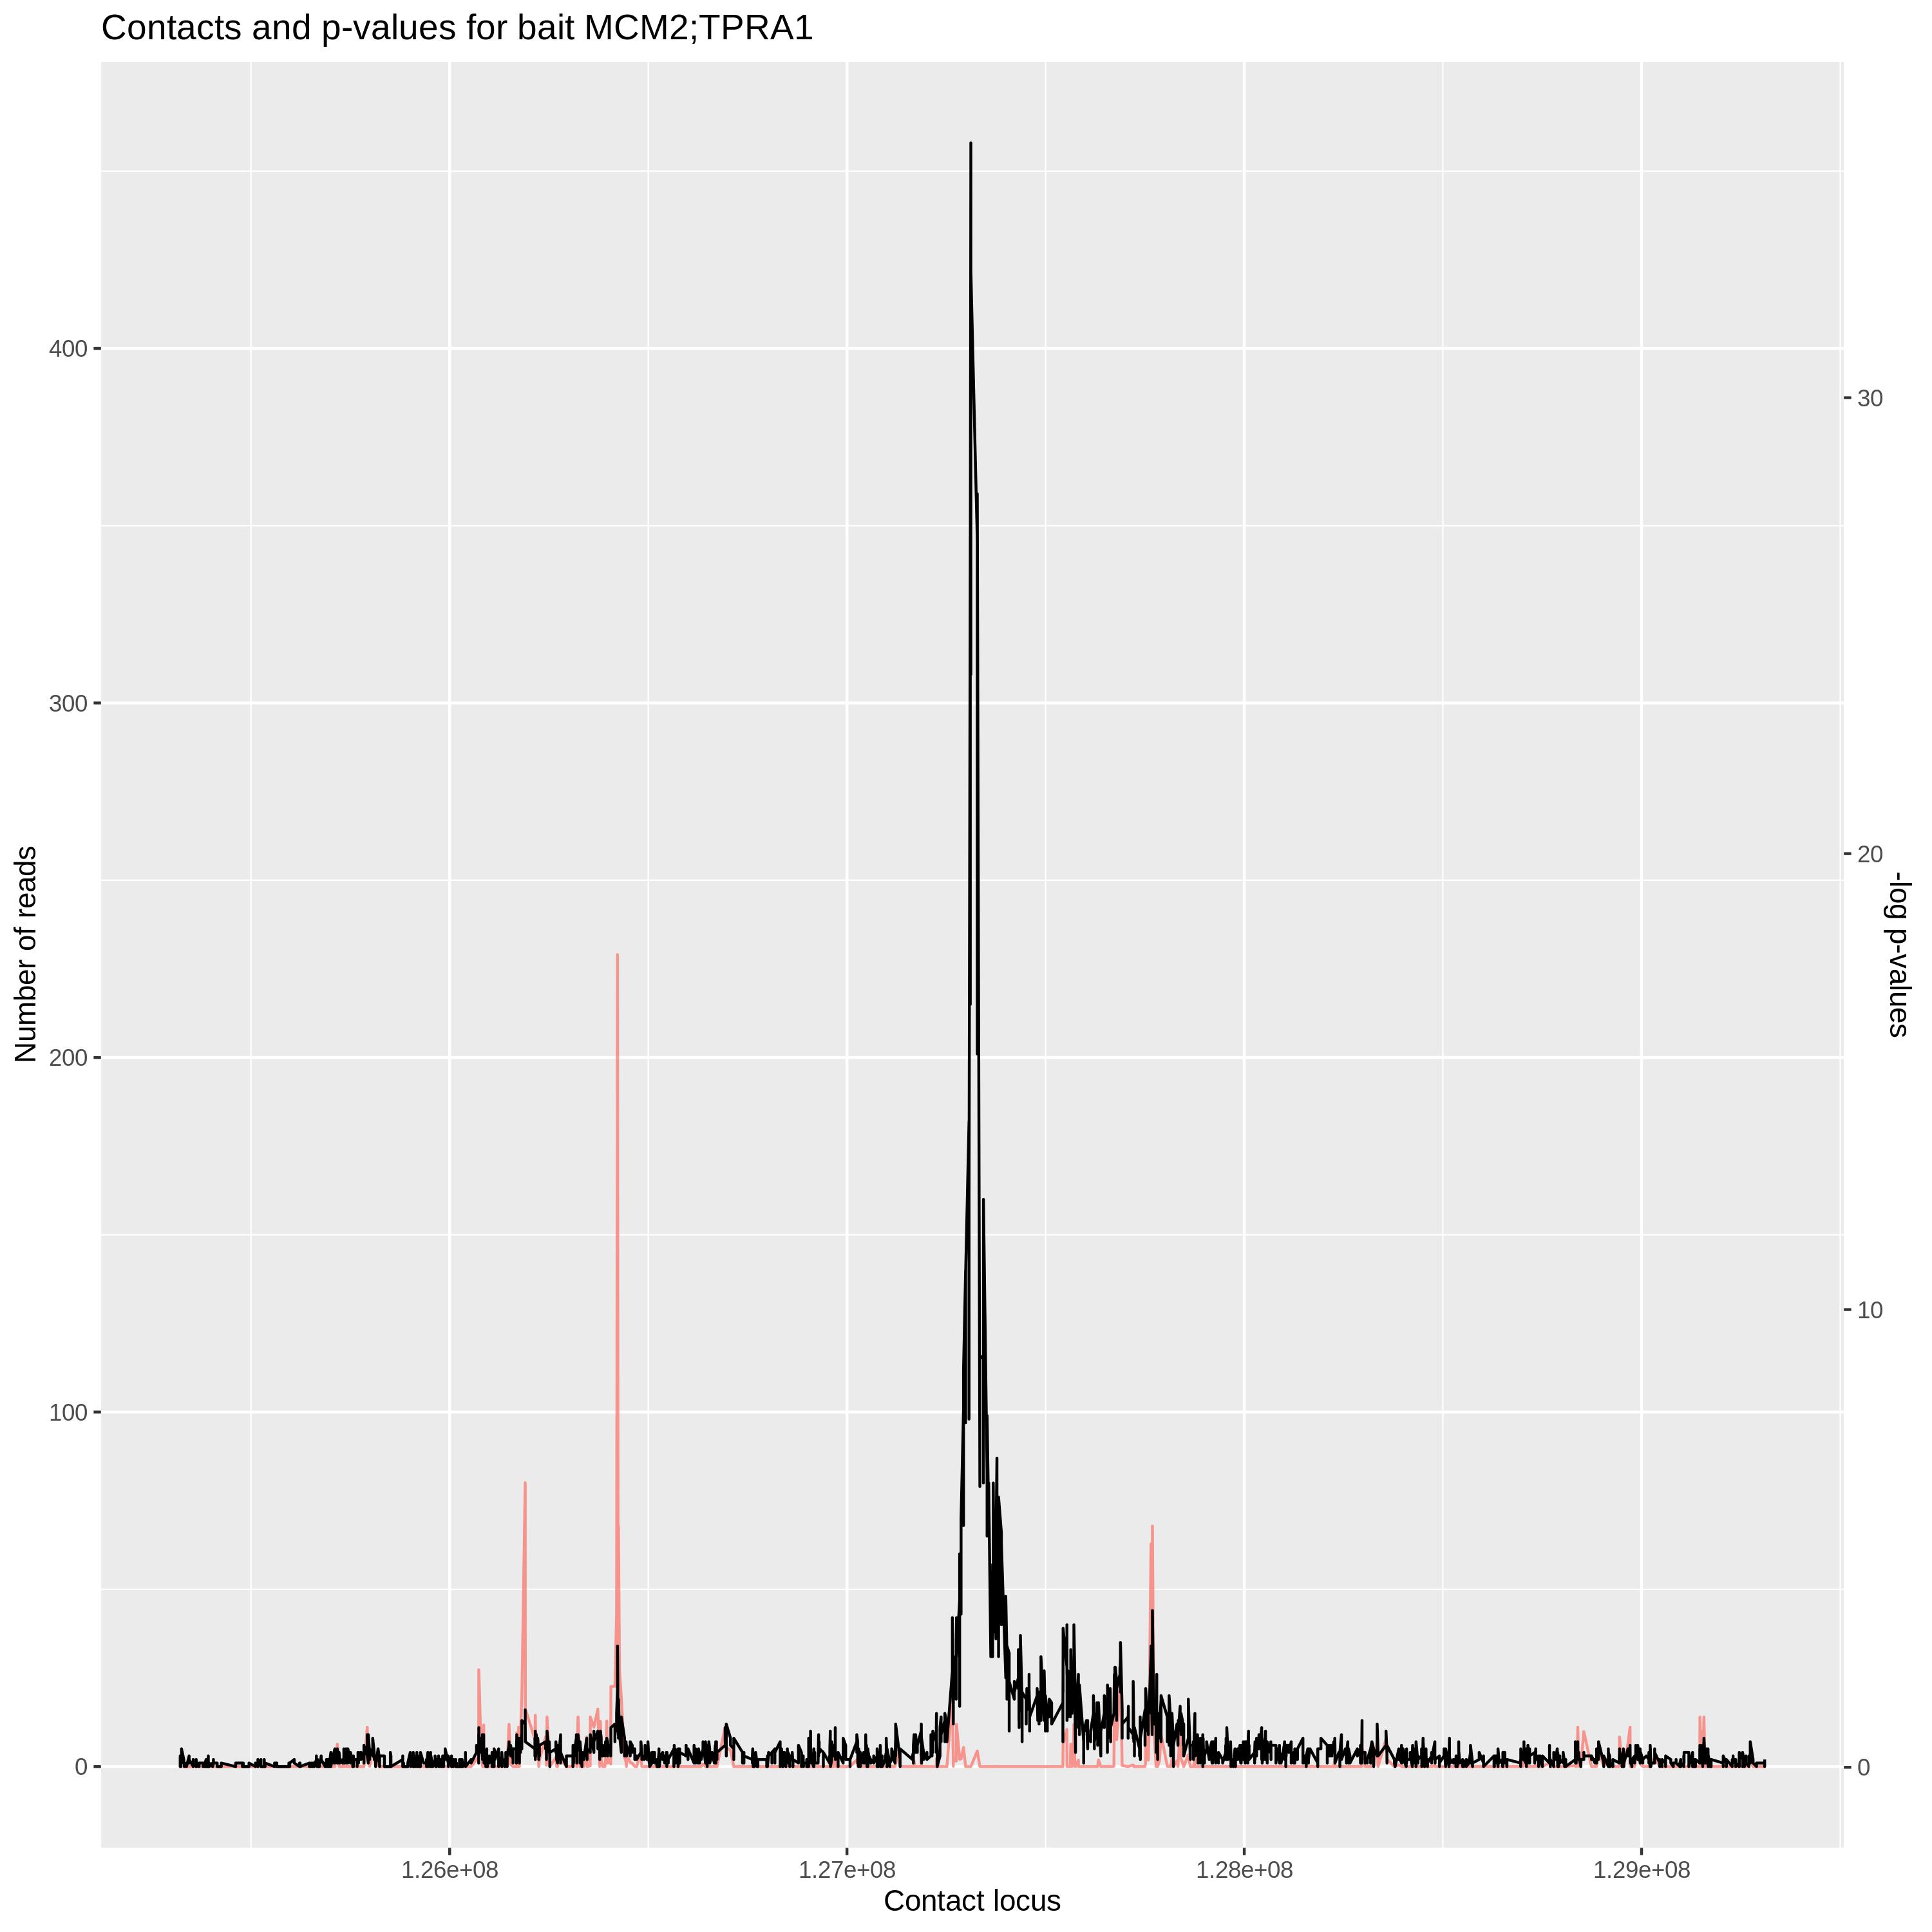 Contacts and p-values for bait MCM2;TPRA1
400
300
200
100
0
Number of reads
30
20
10
0
-log p-values
1.26e+08
1.27e+08
1.28e+08
1.29e+08
Contact locus